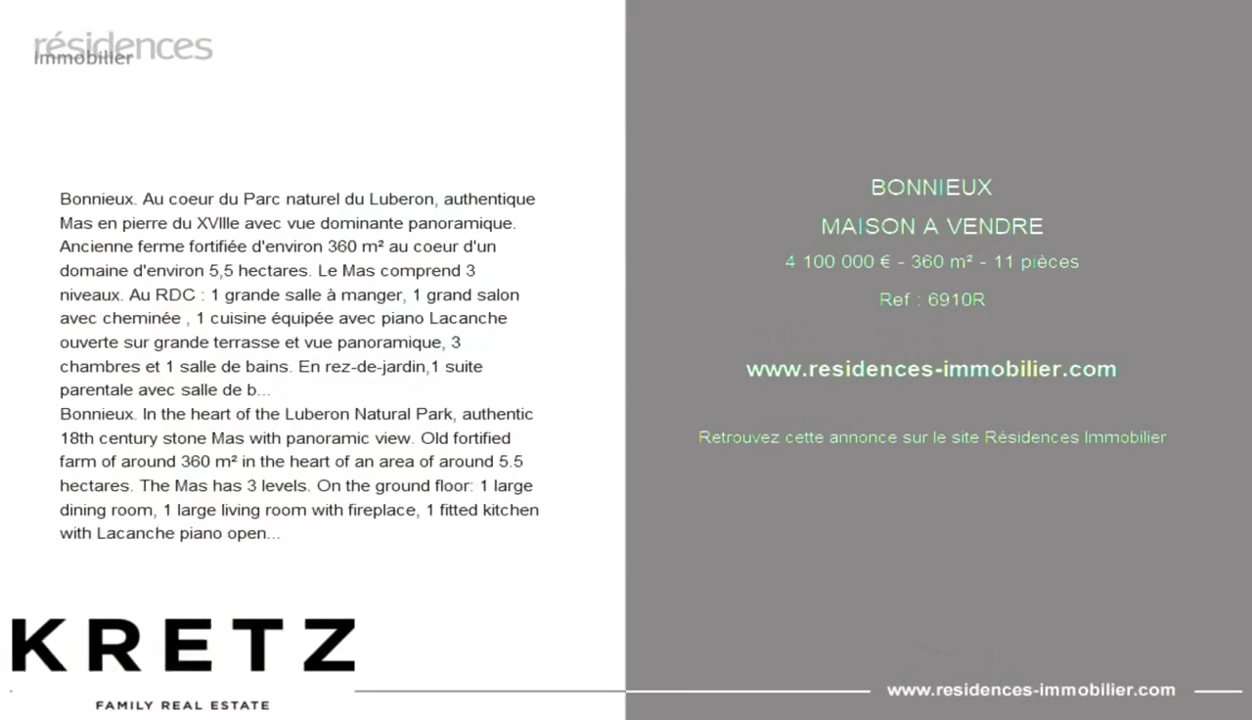 résidences
immobilier
Bonnieux. Au coeur du Parc naturel du Luberon, authentique
Mas en pierre du XVIIIe avec vue dominante panoramique.
Ancienne ferme fortifiée d'environ 360 m² au coeur d'un
domaine d'environ 5,5 hectares. Le Mas comprend 3
niveaux. Au RDC : 1 grande salle à manger, 1 grand salon
avec cheminée , 1 cuisine équipée avec piano Lacanche
ouverte sur grande terrasse et vue panoramique, 3
chambres et 1 salle de bains. En rez-de-jardin,1 suite
parentale avec salle de b...
Bonnieux. In the heart of the Luberon Natural Park, authentic
18th century stone Mas with panoramic view. Old fortified
farm of around 360 m² in the heart of an area of around 5.5
hectares. The Mas has 3 levels. On the ground floor: 1 large
dining room, 1 large living room with fireplace, 1 fitted kitchen
with Lacanche piano open...
KRETZ
FAMILY REAL ESTATE
BONNIEUX
MAISON A VENDRE
4 100 000 € - 360 m² - 11 pièces
Ref : 6910R
www.residences-immobilier.com
Retrouvez cette annonce sur le site Résidences Immobilier
www.residences-immobilier.com